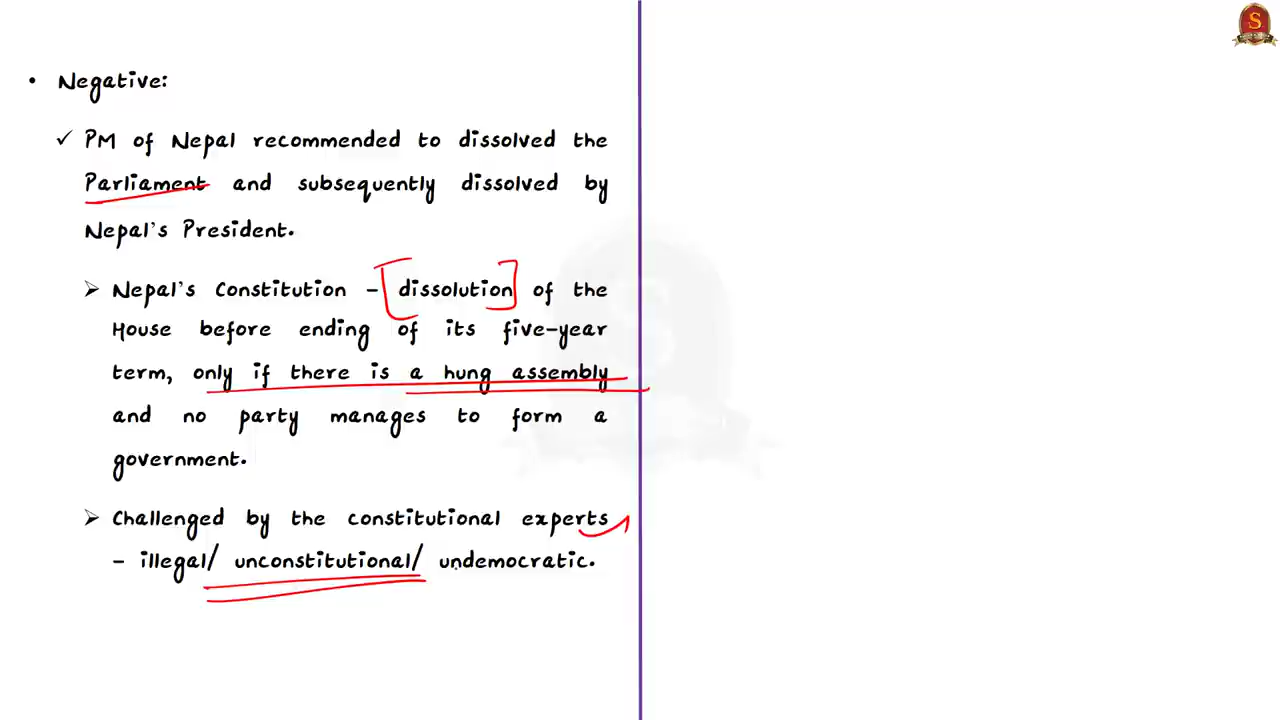 • Negative:
✓ PM of Nepal recommended to dissolved the
Parliament and subsequently dissolved by
Nepal's President.
➢ Nepal's Constitution – [dissolution] of the
House before ending of its five-year
term, only if there is a hung assembly
and no party manages to form a
government.
➢ Challenged by the constitutional experts
– illegal/ unconstitutional/ undemocratic.
S